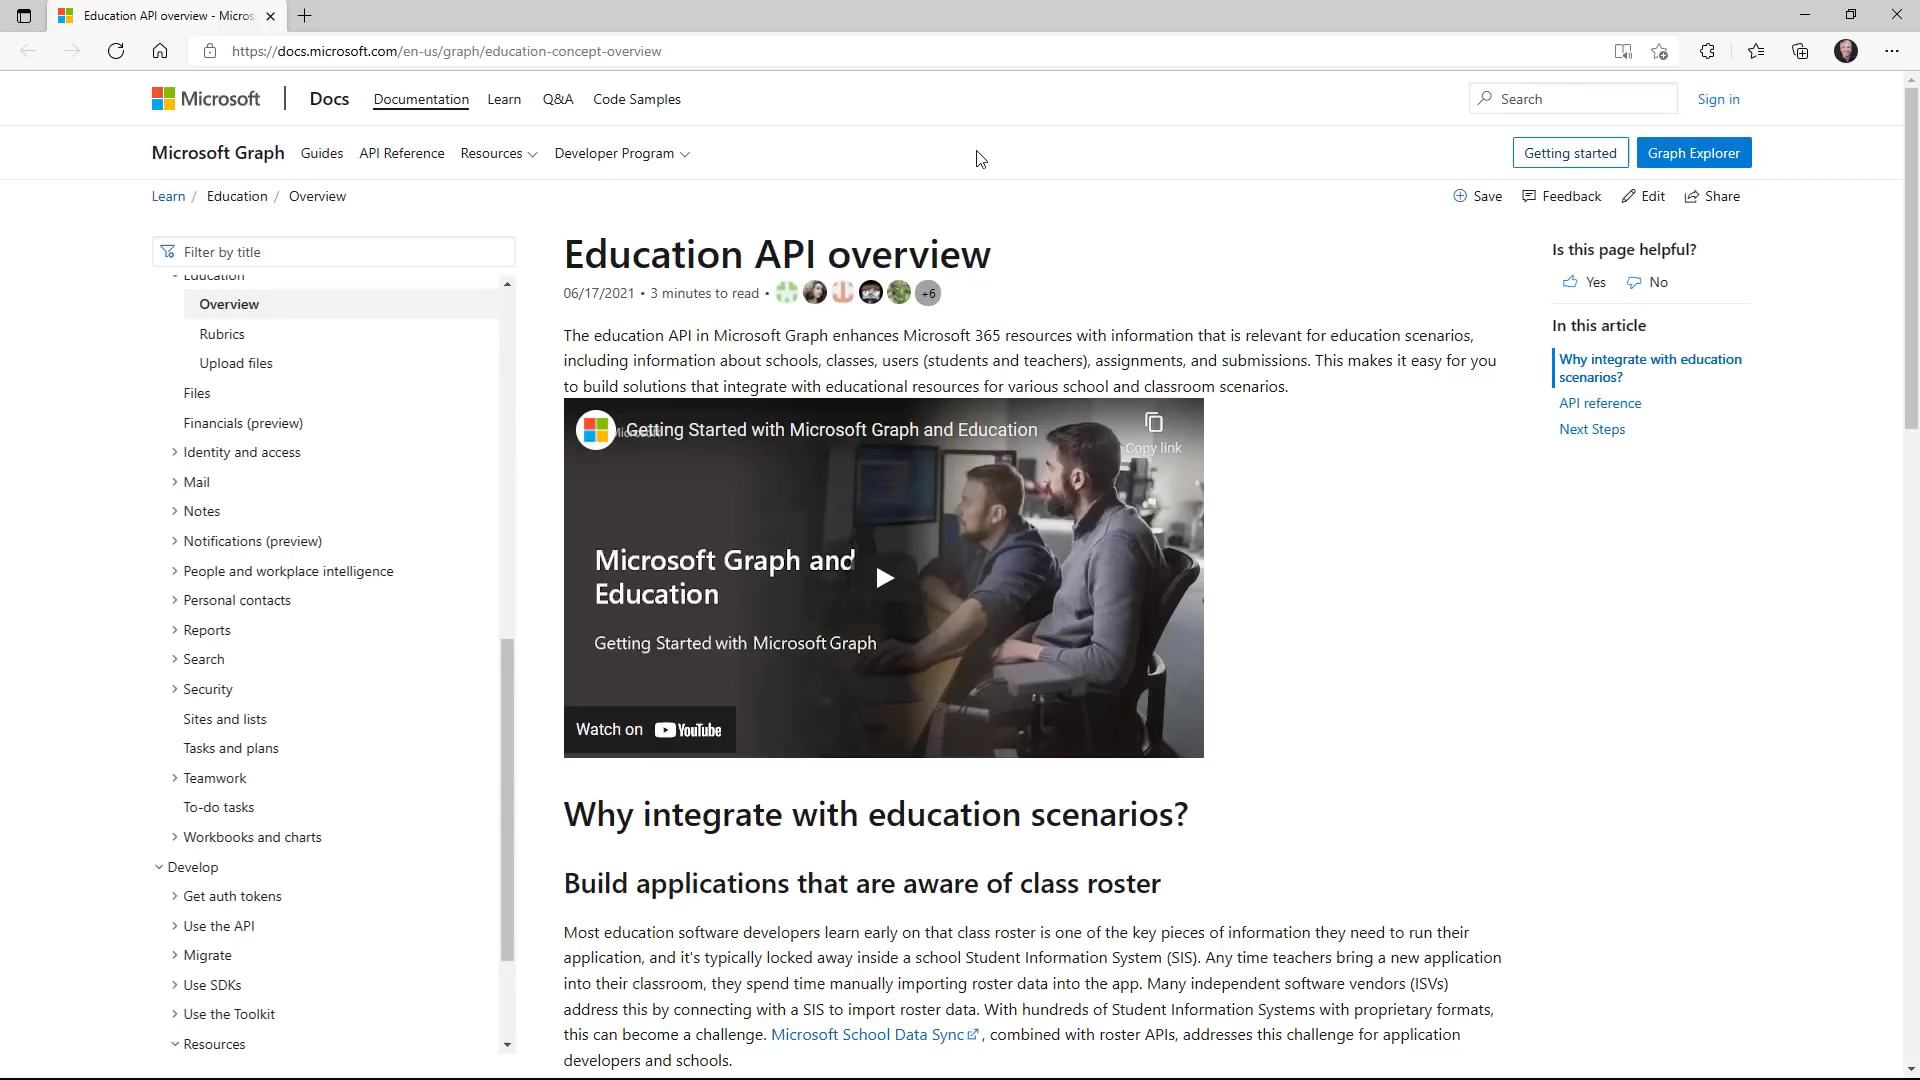 Education API overview - Micros
https://docs.microsoft.com/en-us/graph/education-concept-overview
Microsoft
Docs
Documentation
Learn
Q&A
Code Samples
Search
Sign in
Microsoft Graph
Guides
API Reference
Resources
Developer Program
Getting started
Graph Explorer
Learn / Education / Overview
Save
Feedback
Edit
Share
Filter by title
Education
Overview
Rubrics
Upload files
Files
Financials (preview)
Identity and access
Mail
Notes
Notifications (preview)
People and workplace intelligence
Personal contacts
Reports
Search
Security
Sites and lists
Tasks and plans
Teamwork
To-do tasks
Workbooks and charts
Develop
Get auth tokens
Use the API
Migrate
Use SDKs
Use the Toolkit
Resources
Education API overview
06/17/2021 • 3 minutes to read •
+6
The education API in Microsoft Graph enhances Microsoft 365 resources with information that is relevant for education scenarios,
including information about schools, classes, users (students and teachers), assignments, and submissions. This makes it easy for you
to build solutions that integrate with educational resources for various school and classroom scenarios.
Microsoft
Getting Started with Microsoft Graph and Education
Copy link
Microsoft Graph and
Education
Getting Started with Microsoft Graph
Watch on YouTube
Why integrate with education scenarios?
Build applications that are aware of class roster
Most education software developers learn early on that class roster is one of the key pieces of information they need to run their
application, and it's typically locked away inside a school Student Information System (SIS). Any time teachers bring a new application
into their classroom, they spend time manually importing roster data into the app. Many independent software vendors (ISVs)
address this by connecting with a SIS to import roster data. With hundreds of Student Information Systems with proprietary formats,
this can become a challenge. Microsoft School Data Sync, combined with roster APIs, addresses this challenge for application
developers and schools.
Is this page helpful?
Yes
No
In this article
Why integrate with education
scenarios?
API reference
Next Steps